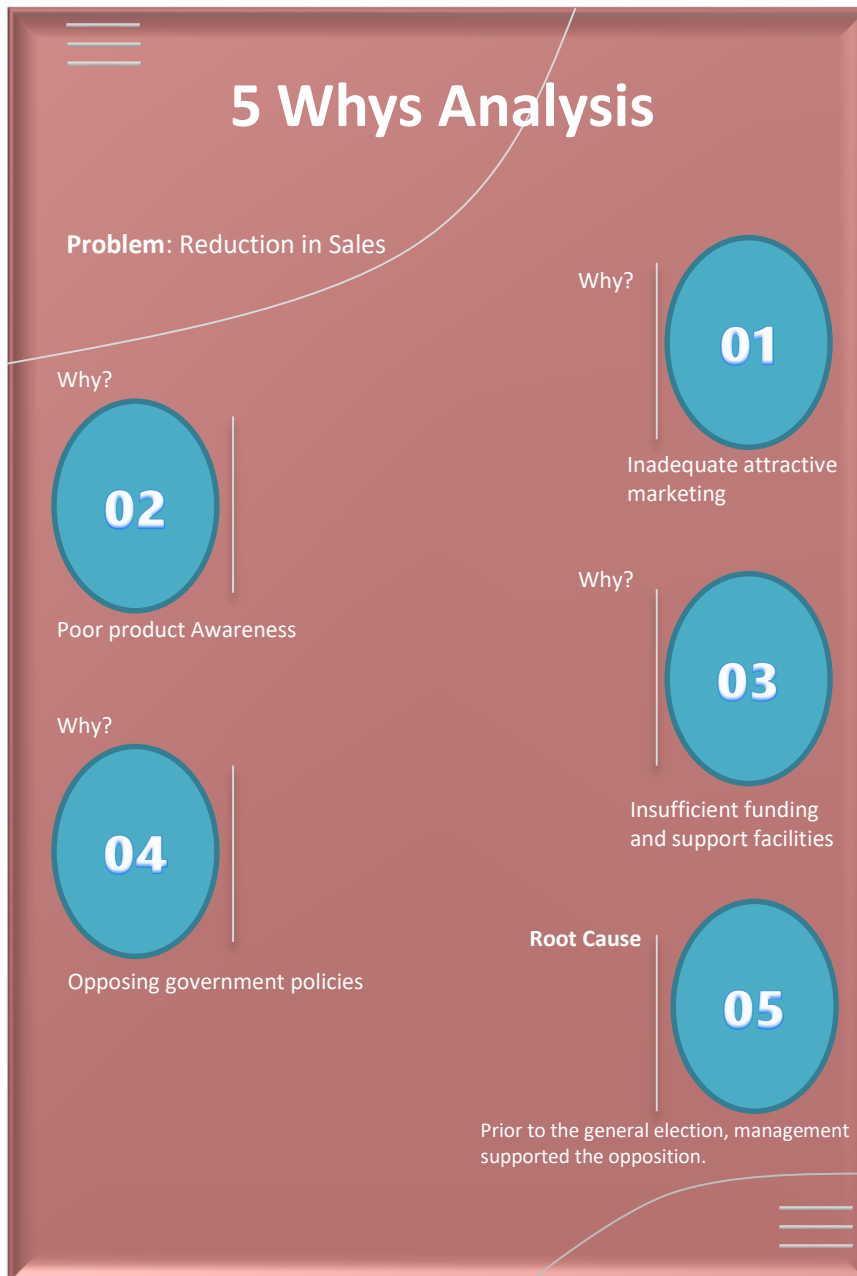 5 Whys Analysis
Problem: Reduction in Sales
Why?
01
Inadequate attractive
marketing
Why?
02
Poor product Awareness
Why?
03
Insufficient funding
and support facilities
Why?
04
Opposing government policies
Root Cause
05
Prior to the general election, management
supported the opposition.